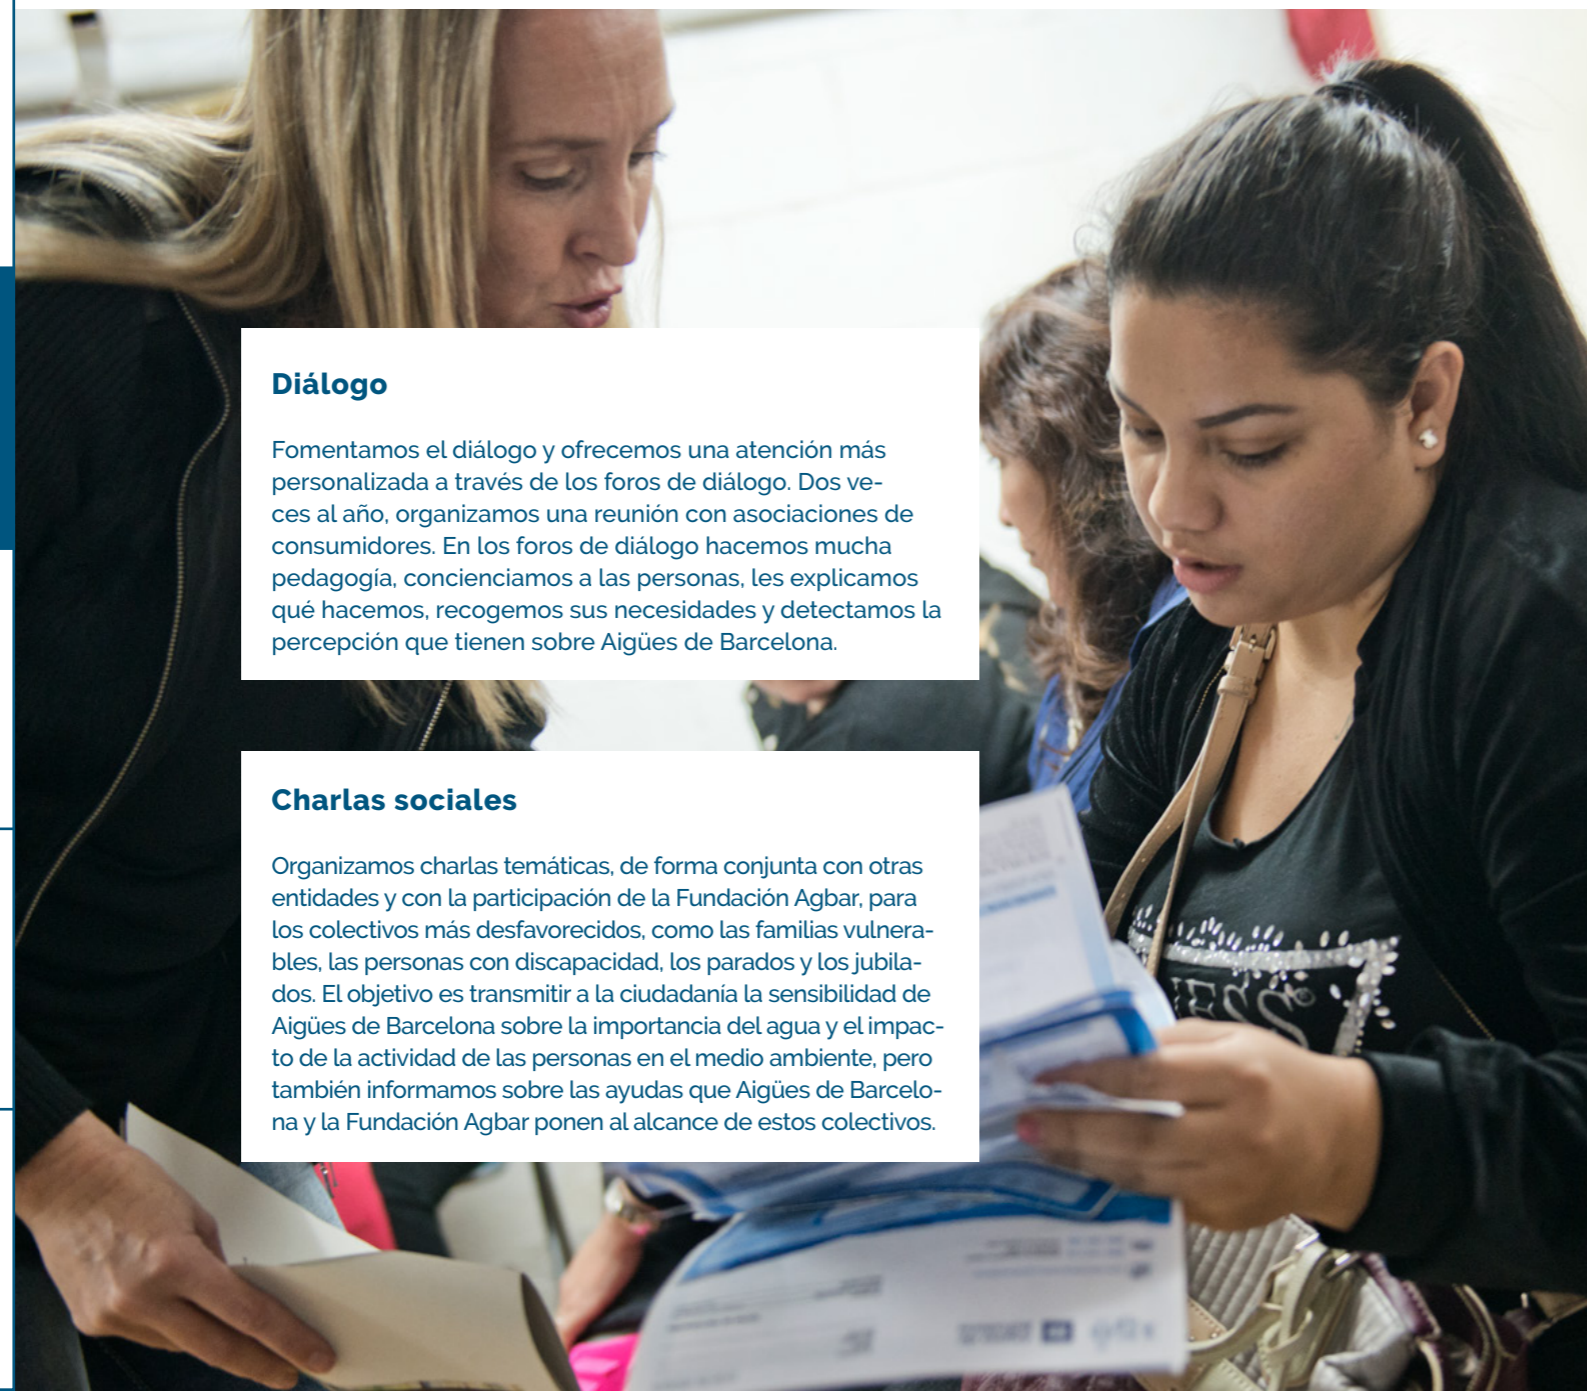 Diálogo
Fomentamos el diálogo y ofrecemos una atención más
personalizada a través de los foros de diálogo. Dos ve-
ces al año, organizamos una reunión con asociaciones de
consumidores. En los foros de diálogo hacemos mucha
pedagogía, concienciamos a las personas, les explicamos
qué hacemos, recogemos sus necesidades y detectamos la
percepción que tienen sobre Aigües de Barcelona.
Charlas sociales
Organizamos charlas temáticas, de forma conjunta con otras
entidades y con la participación de la Fundación Agbar, para
los colectivos más desfavorecidos, como las familias vulnera-
bles, las personas con discapacidad, los parados y los jubila-
dos. El objetivo es transmitir a la ciudadanía la sensibilidad de
Aigües de Barcelona sobre la importancia del agua y el impac-
to de la actividad de las personas en el medio ambiente, pero
también informamos sobre las ayudas que Aigües de Barcelo-
na y la Fundación Agbar ponen al alcance de estos colectivos.